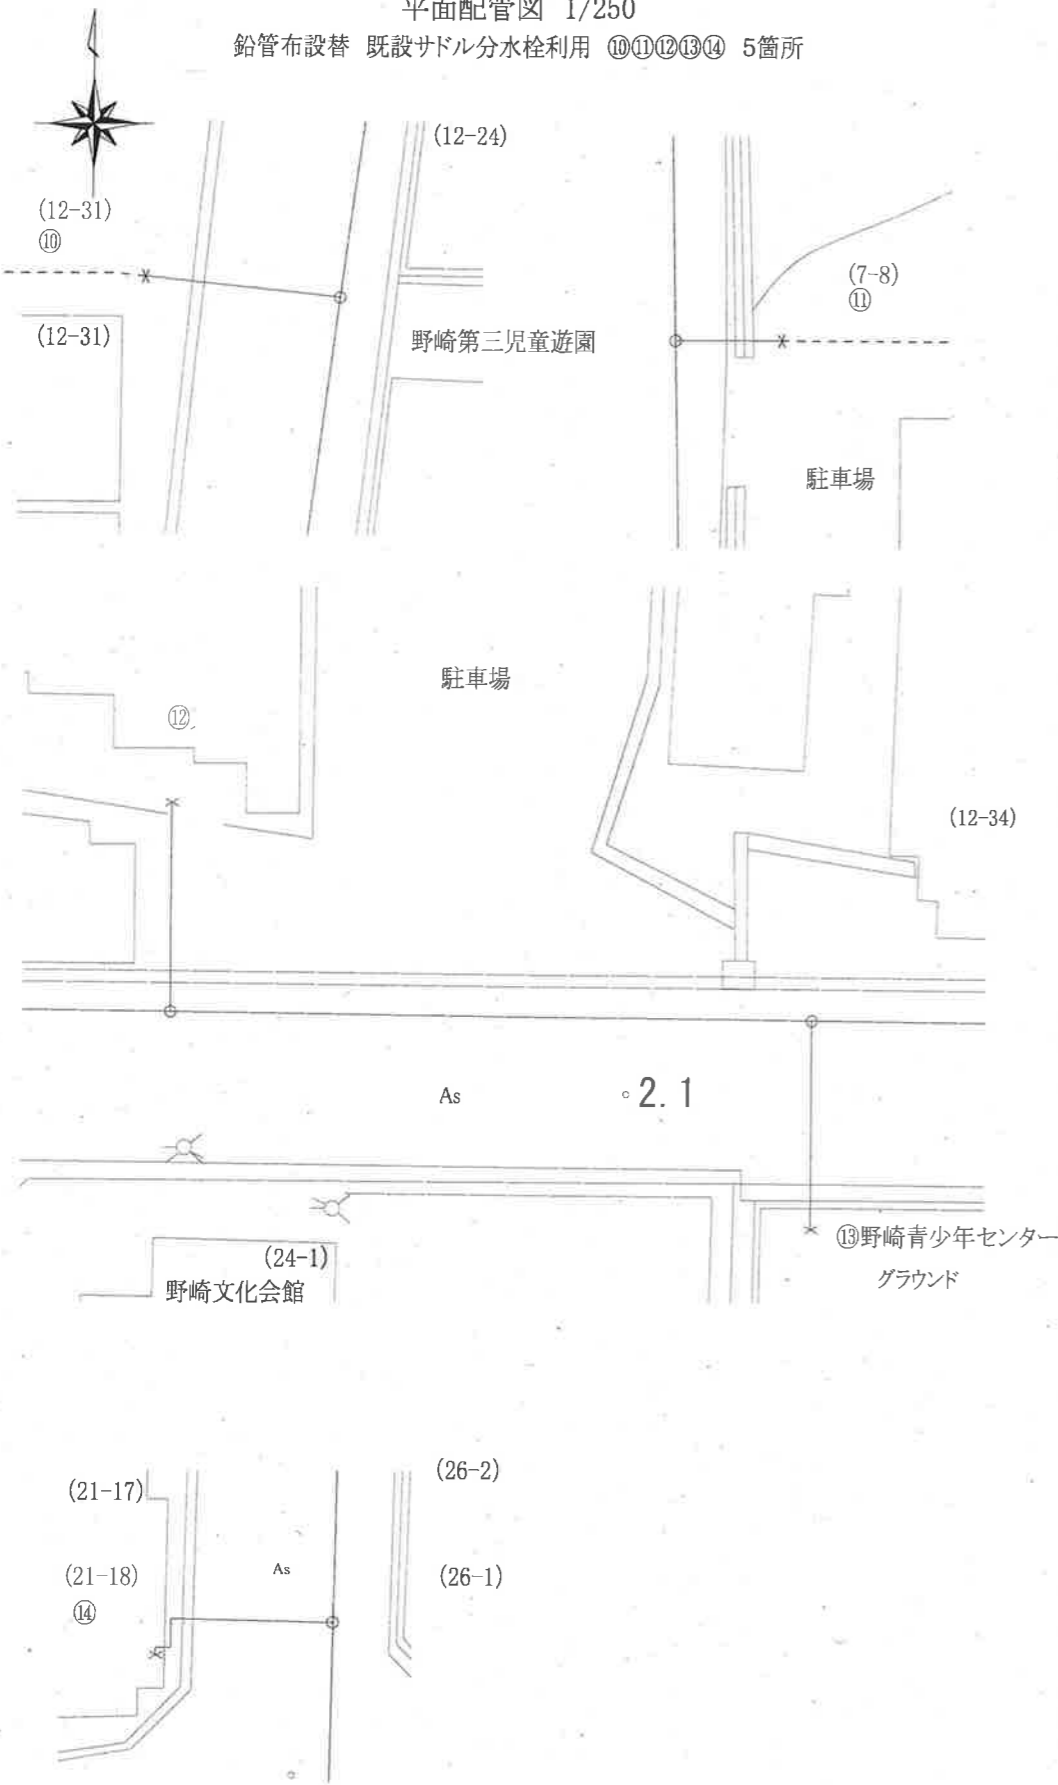 平面配管図 1/250
鉛管布設替 既設サドル分水栓利用 ⑩⑪⑫⑬⑭ 5箇所
(12-24)
(12-31)
⑩
(12-31)
野崎第三児童遊園
(7-8)
⑪
駐車場
駐車場
⑫
(12-34)
As
2.1
⑬野崎青少年センター
グラウンド
(24-1)
野崎文化会館
(21-17)
(26-2)
(21-18)
⑭
As
(26-1)